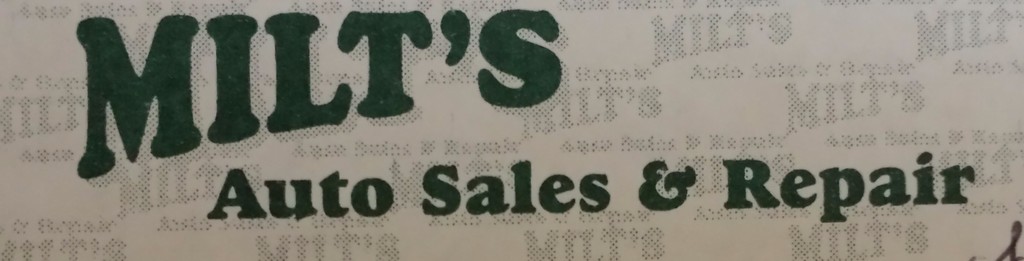 MILT'S
Auto Sales & Repair